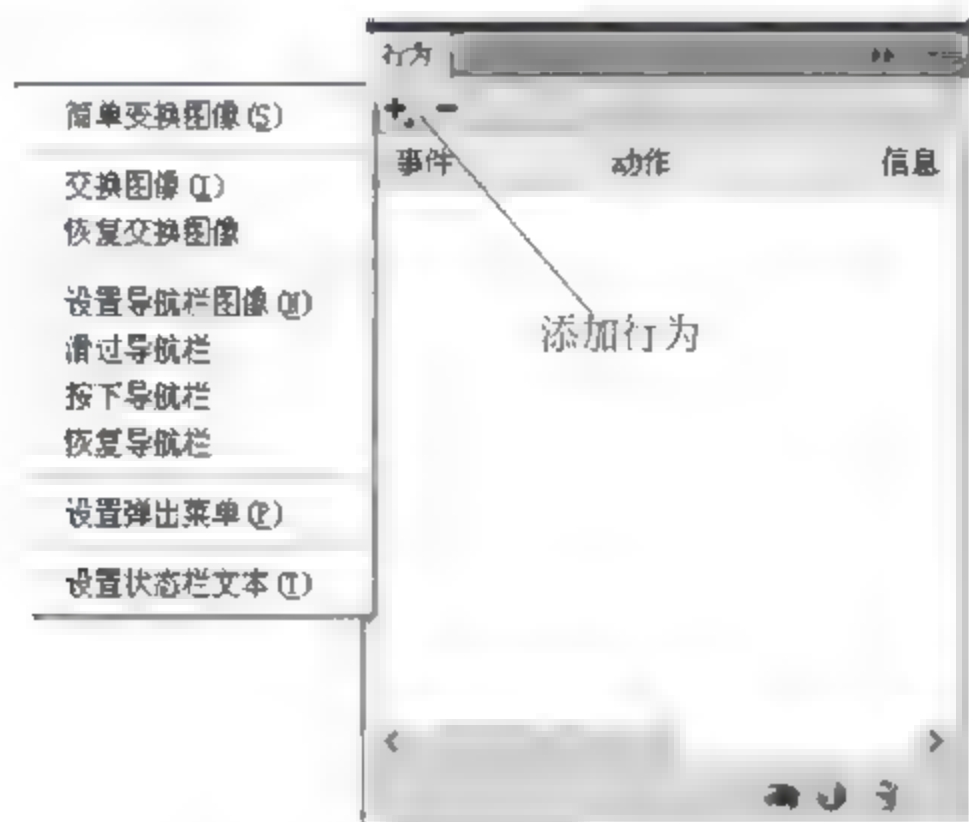 行为
简单变换图像(S)
交换图像(I)
恢复交换图像
设置导航栏图像(N)
滑过导航栏
按下导航栏
恢复导航栏
设置弹出菜单(P)
设置状态栏文本(T)
事件 动作 信息
添加行为